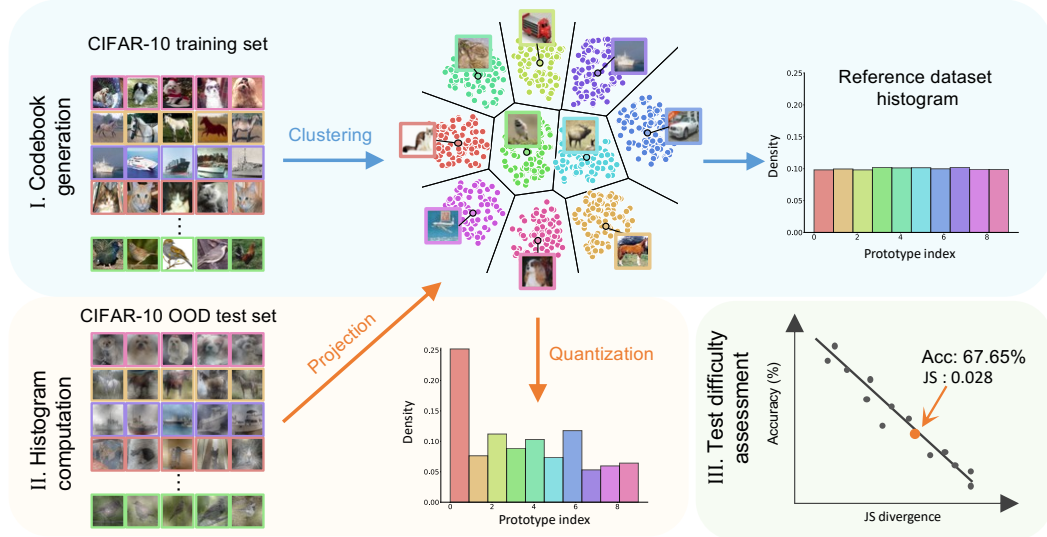 CIFAR-10 training set
I. Codebook
generation
Clustering
Reference dataset
histogram
0.25
0.20
0.15
0.10
0.05
0.00
Density
0 2 4 6 8
Prototype index
CIFAR-10 OOD test set
II. Histogram
computation
Projection
Quantization
0.25
0.20
0.15
0.10
0.05
0.00
Density
0 2 4 6 8
Prototype index
III. Test difficulty
assessment
Accuracy (%)
Acc: 67.65%
JS : 0.028
JS divergence